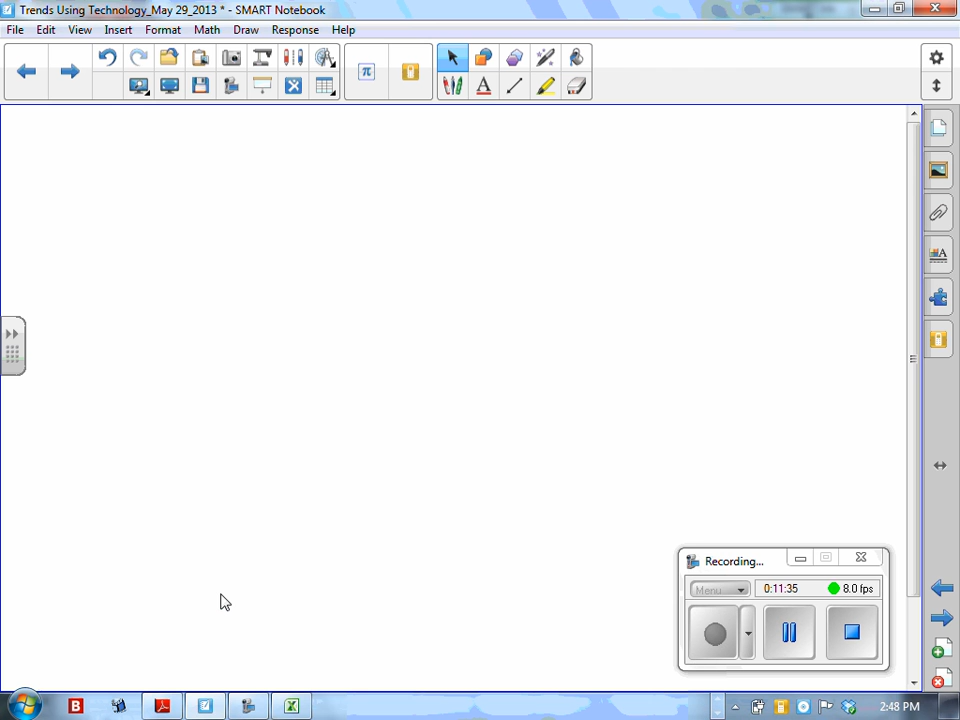 Trends Using Technology_May 29_2013 * - SMART Notebook
File Edit View Insert Format Math Draw Response Help
π
A
A
Recording...
Menu 0:11:35 8.0 fps
B
2:48 PM